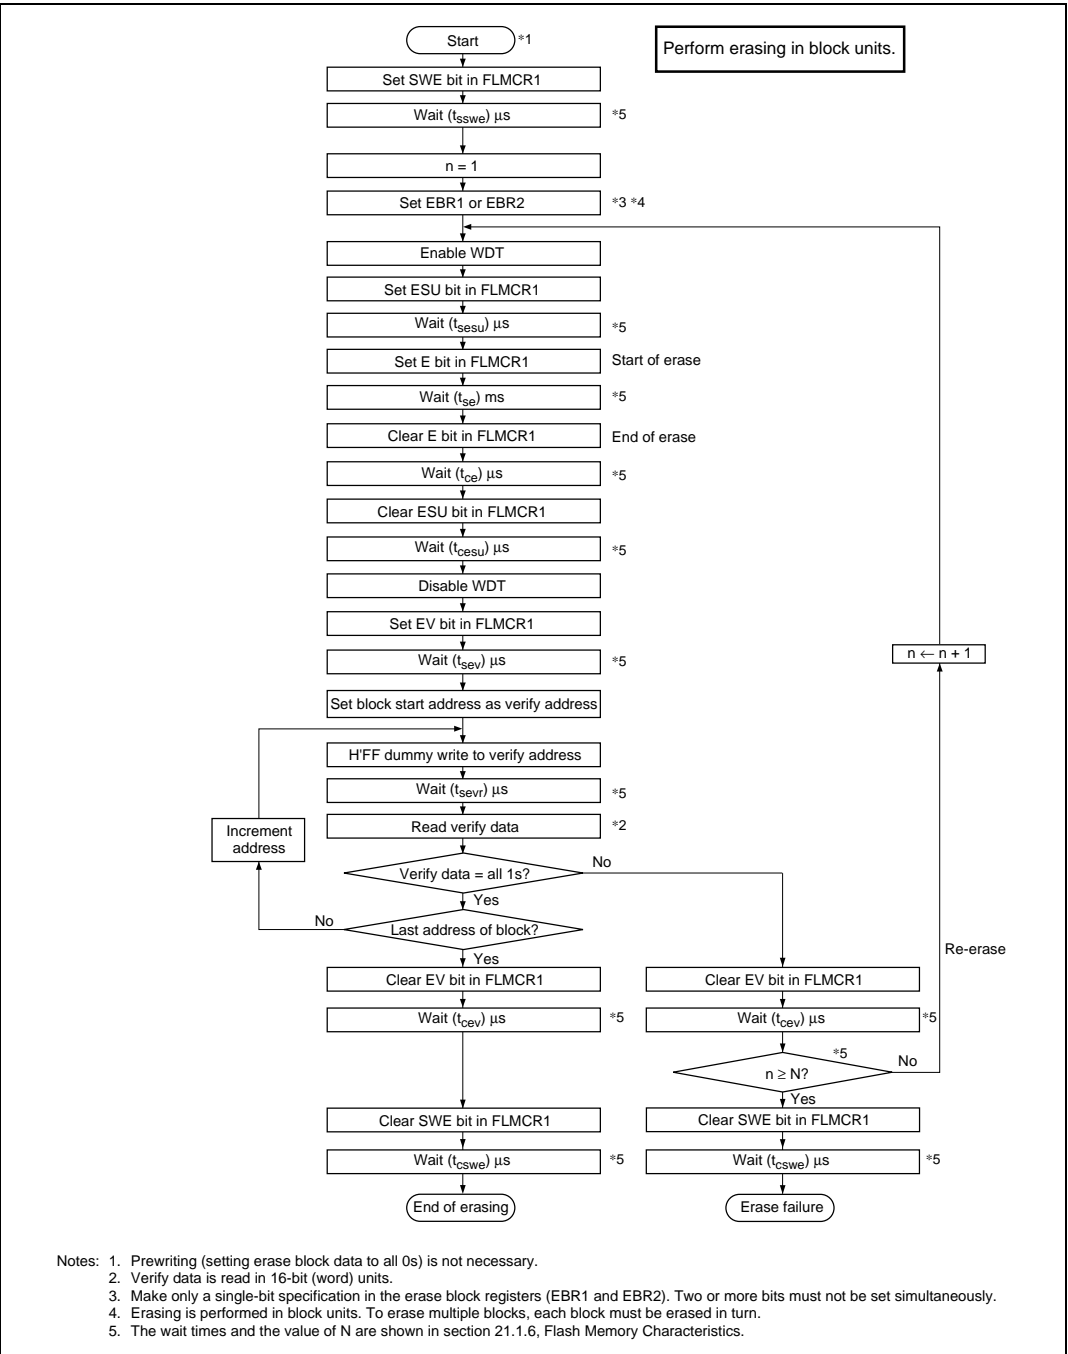 Start *1
Perform erasing in block units.
Set SWE bit in FLMCR1
Wait (tsswe) μs *5
n = 1
Set EBR1 or EBR2 *3 *4
Enable WDT
Set ESU bit in FLMCR1
Wait (tsesu) μs *5
Set E bit in FLMCR1 Start of erase
Wait (tse) ms *5
Clear E bit in FLMCR1 End of erase
Wait (tce) μs *5
Clear ESU bit in FLMCR1
Wait (tcesu) μs *5
Disable WDT
Set EV bit in FLMCR1
n ← n + 1
Wait (tsev) μs *5
Set block start address as verify address
H'FF dummy write to verify address
Wait (tsevr) μs *5
Read verify data *2
Increment
address
Verify data = all 1s? No
Yes
No Last address of block?
Yes
Re-erase
Clear EV bit in FLMCR1 Clear EV bit in FLMCR1
Wait (tcev) μs *5 Wait (tcev) μs *5
*5
n ≥ N? No
Yes
Clear SWE bit in FLMCR1 Clear SWE bit in FLMCR1
Wait (tcswe) μs *5 Wait (tcswe) μs *5
End of erasing Erase failure
Notes: 1. Prewriting (setting erase block data to all 0s) is not necessary.
2. Verify data is read in 16-bit (word) units.
3. Make only a single-bit specification in the erase block registers (EBR1 and EBR2). Two or more bits must not be set simultaneously.
4. Erasing is performed in block units. To erase multiple blocks, each block must be erased in turn.
5. The wait times and the value of N are shown in section 21.1.6, Flash Memory Characteristics.